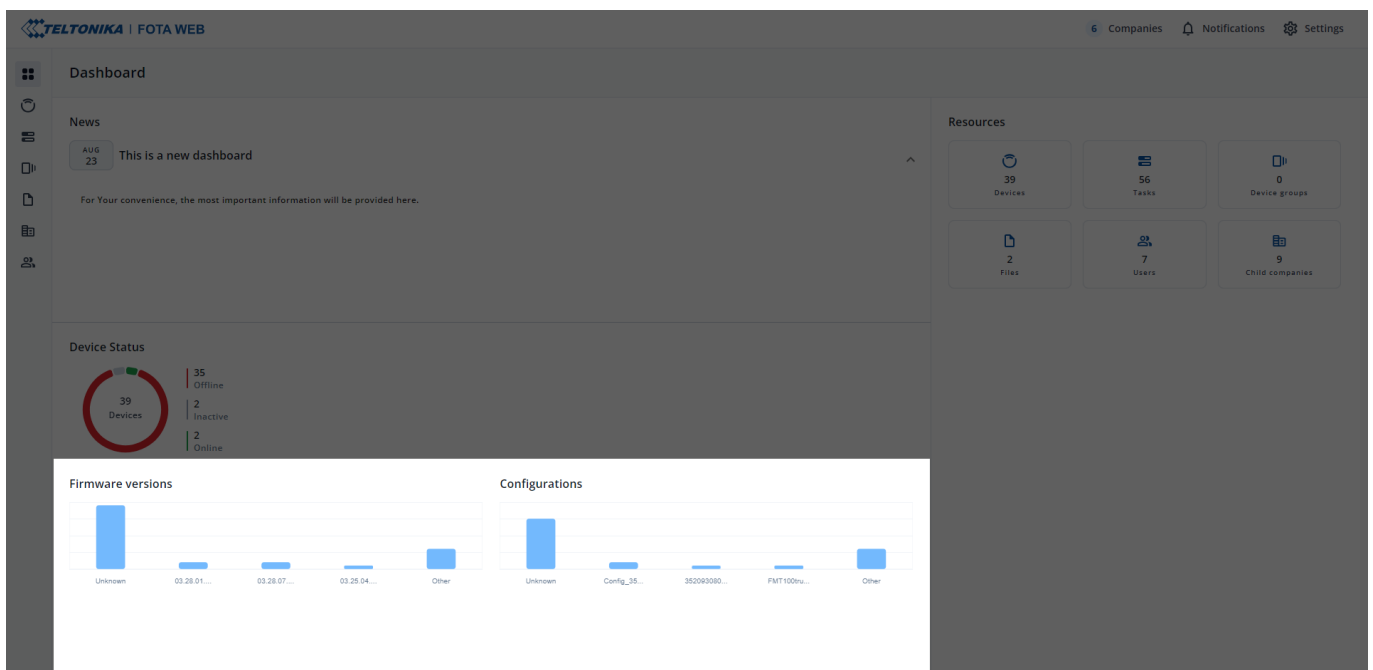 TELTONIKA | FOTA WEB
6 Companies Notifications Settings
Dashboard
News
AUG
23
This is a new dashboard
For Your convenience, the most important information will be provided here.
Resources
39
Devices
56
Tasks
0
Device groups
2
Files
7
Users
9
Child companies
Device Status
39
Devices
35
Offline
2
Inactive
2
Online
Firmware versions
Unknown 03.28.01.... 03.28.07.... 03.25.04.... Other
Configurations
Unknown Config_35... 352093080... FMT100tru... Other